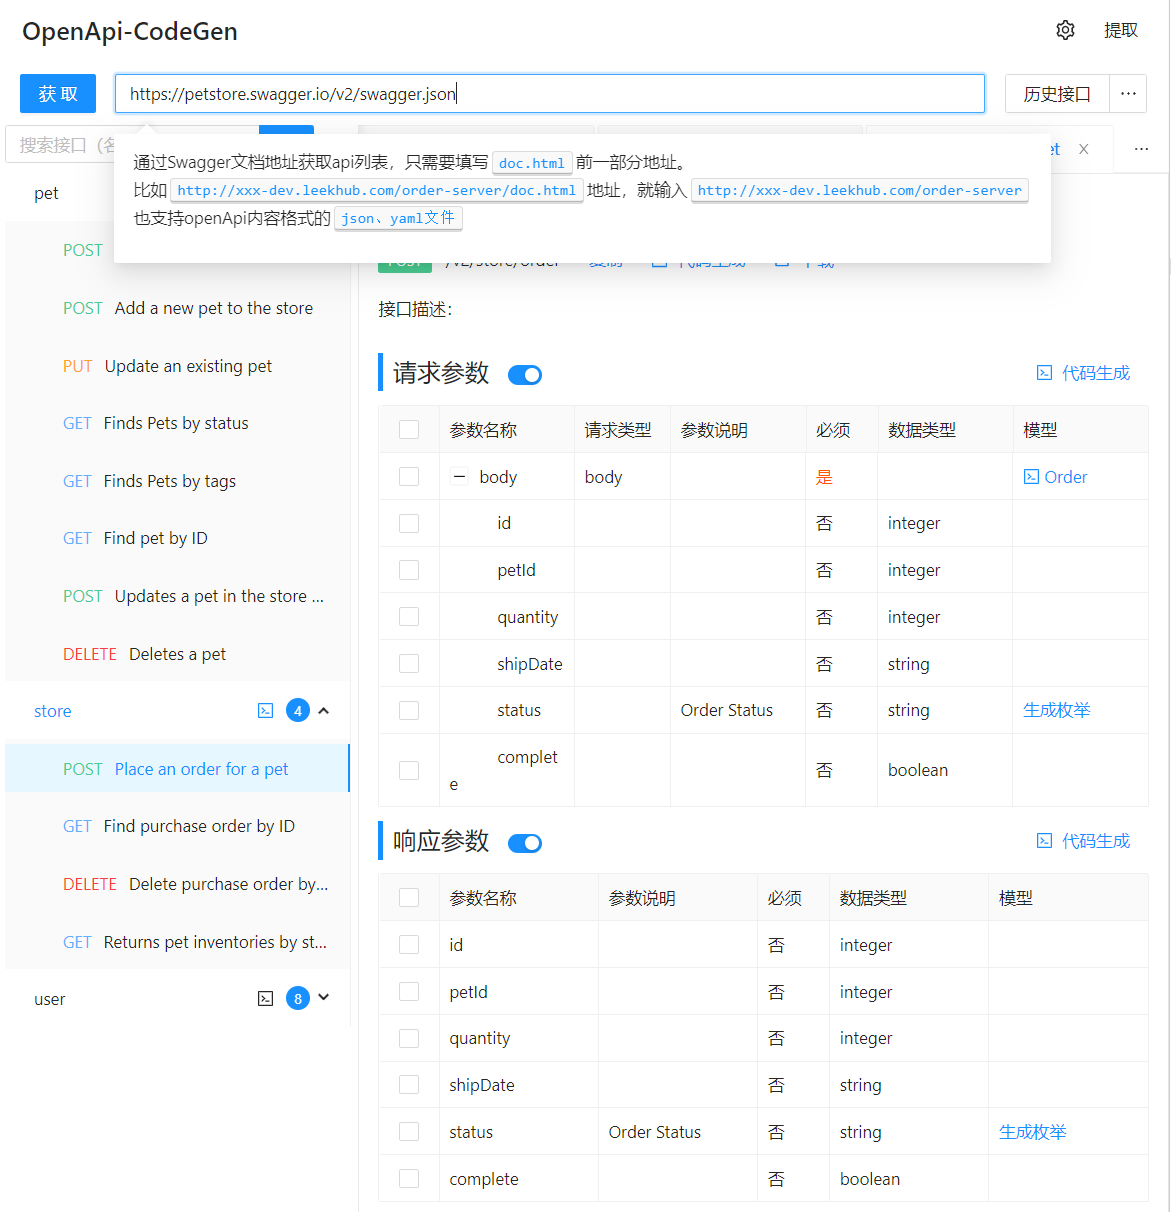 OpenApi-CodeGen
提取
获 取
https://petstore.swagger.io/v2/swagger.json
历史接口
···
搜索接口（名
et
X
···
通过Swagger文档地址获取api列表，只需要填写 doc.html 前一部分地址。
比如 http://xxx-dev.leekhub.com/order-server/doc.html 地址，就输入 http://xxx-dev.leekhub.com/order-server
也支持openApi内容格式的 json、yaml文件
pet
POST
POST Add a new pet to the store
PUT Update an existing pet
GET Finds Pets by status
GET Finds Pets by tags
GET Find pet by ID
POST Updates a pet in the store ...
DELETE Deletes a pet
store 4
POST Place an order for a pet
GET Find purchase order by ID
DELETE Delete purchase order by...
GET Returns pet inventories by st...
user 8
POST /v2/store/order 复制 代码生成 下载
接口描述：
请求参数
代码生成
参数名称 请求类型 参数说明 必须 数据类型 模型
body body 是 Order
id 否 integer
petId 否 integer
quantity 否 integer
shipDate 否 string
status Order Status 否 string 生成枚举
complet
e 否 boolean
响应参数
代码生成
参数名称 参数说明 必须 数据类型 模型
id 否 integer
petId 否 integer
quantity 否 integer
shipDate 否 string
status Order Status 否 string 生成枚举
complete 否 boolean